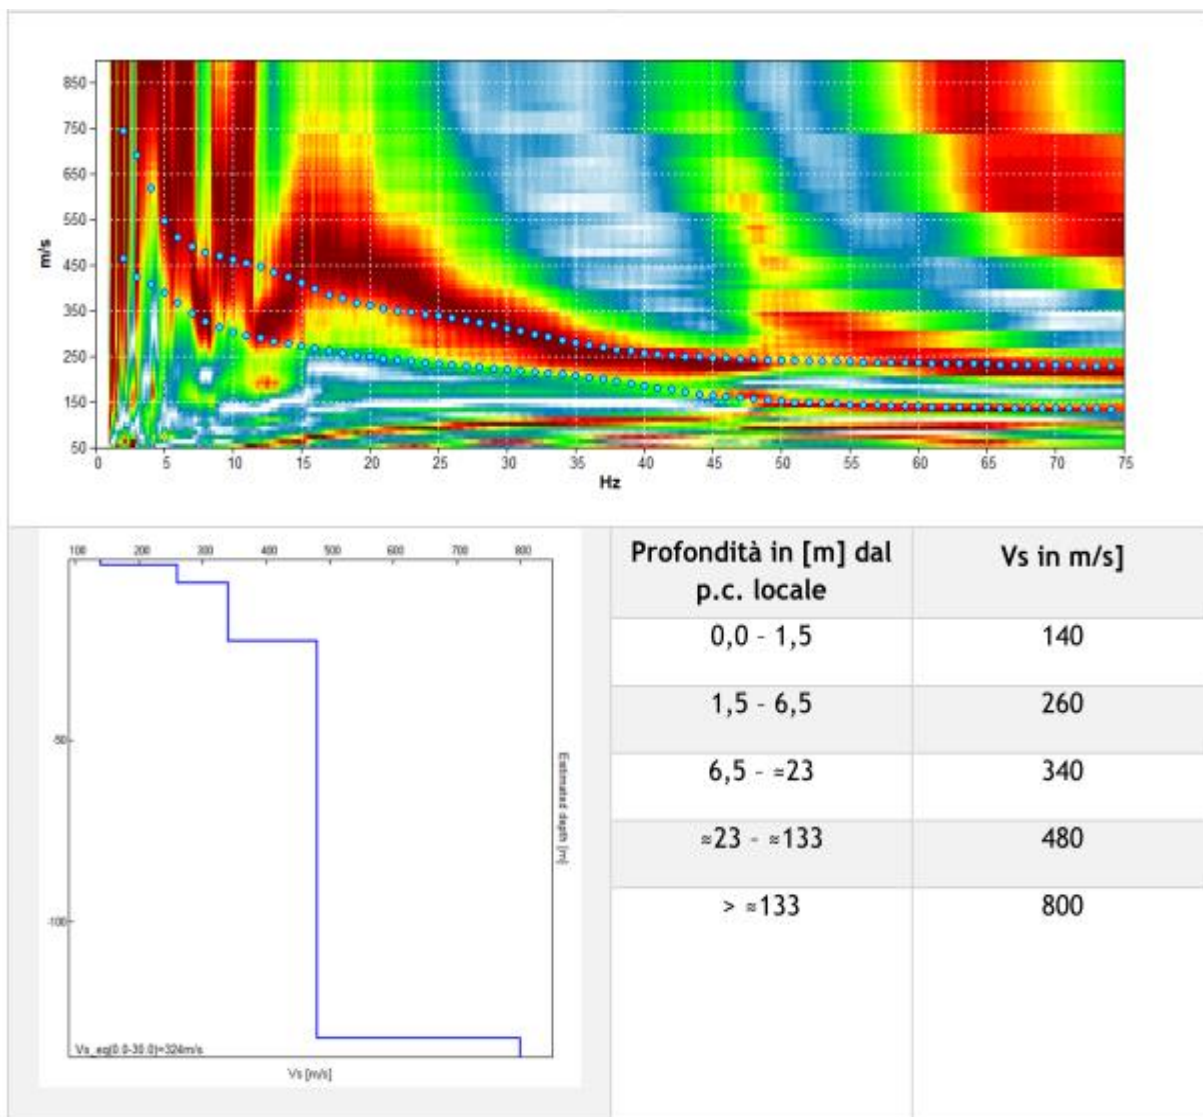 850
750
650
550
450
350
250
150
50
m/s
0 5 10 15 20 25 30 35 40 45 50 55 60 65 70 75
Hz
100 200 300 400 500 600 700 800
-50
-100
Estimated depth [m]
Vs_eq(0.0-30.0)=324m/s
Vs [m/s]
Profondità in [m] dal
p.c. locale
Vs in m/s]
0,0 - 1,5 140
1,5 - 6,5 260
6,5 - ≈23 340
≈23 - ≈133 480
> ≈133 800